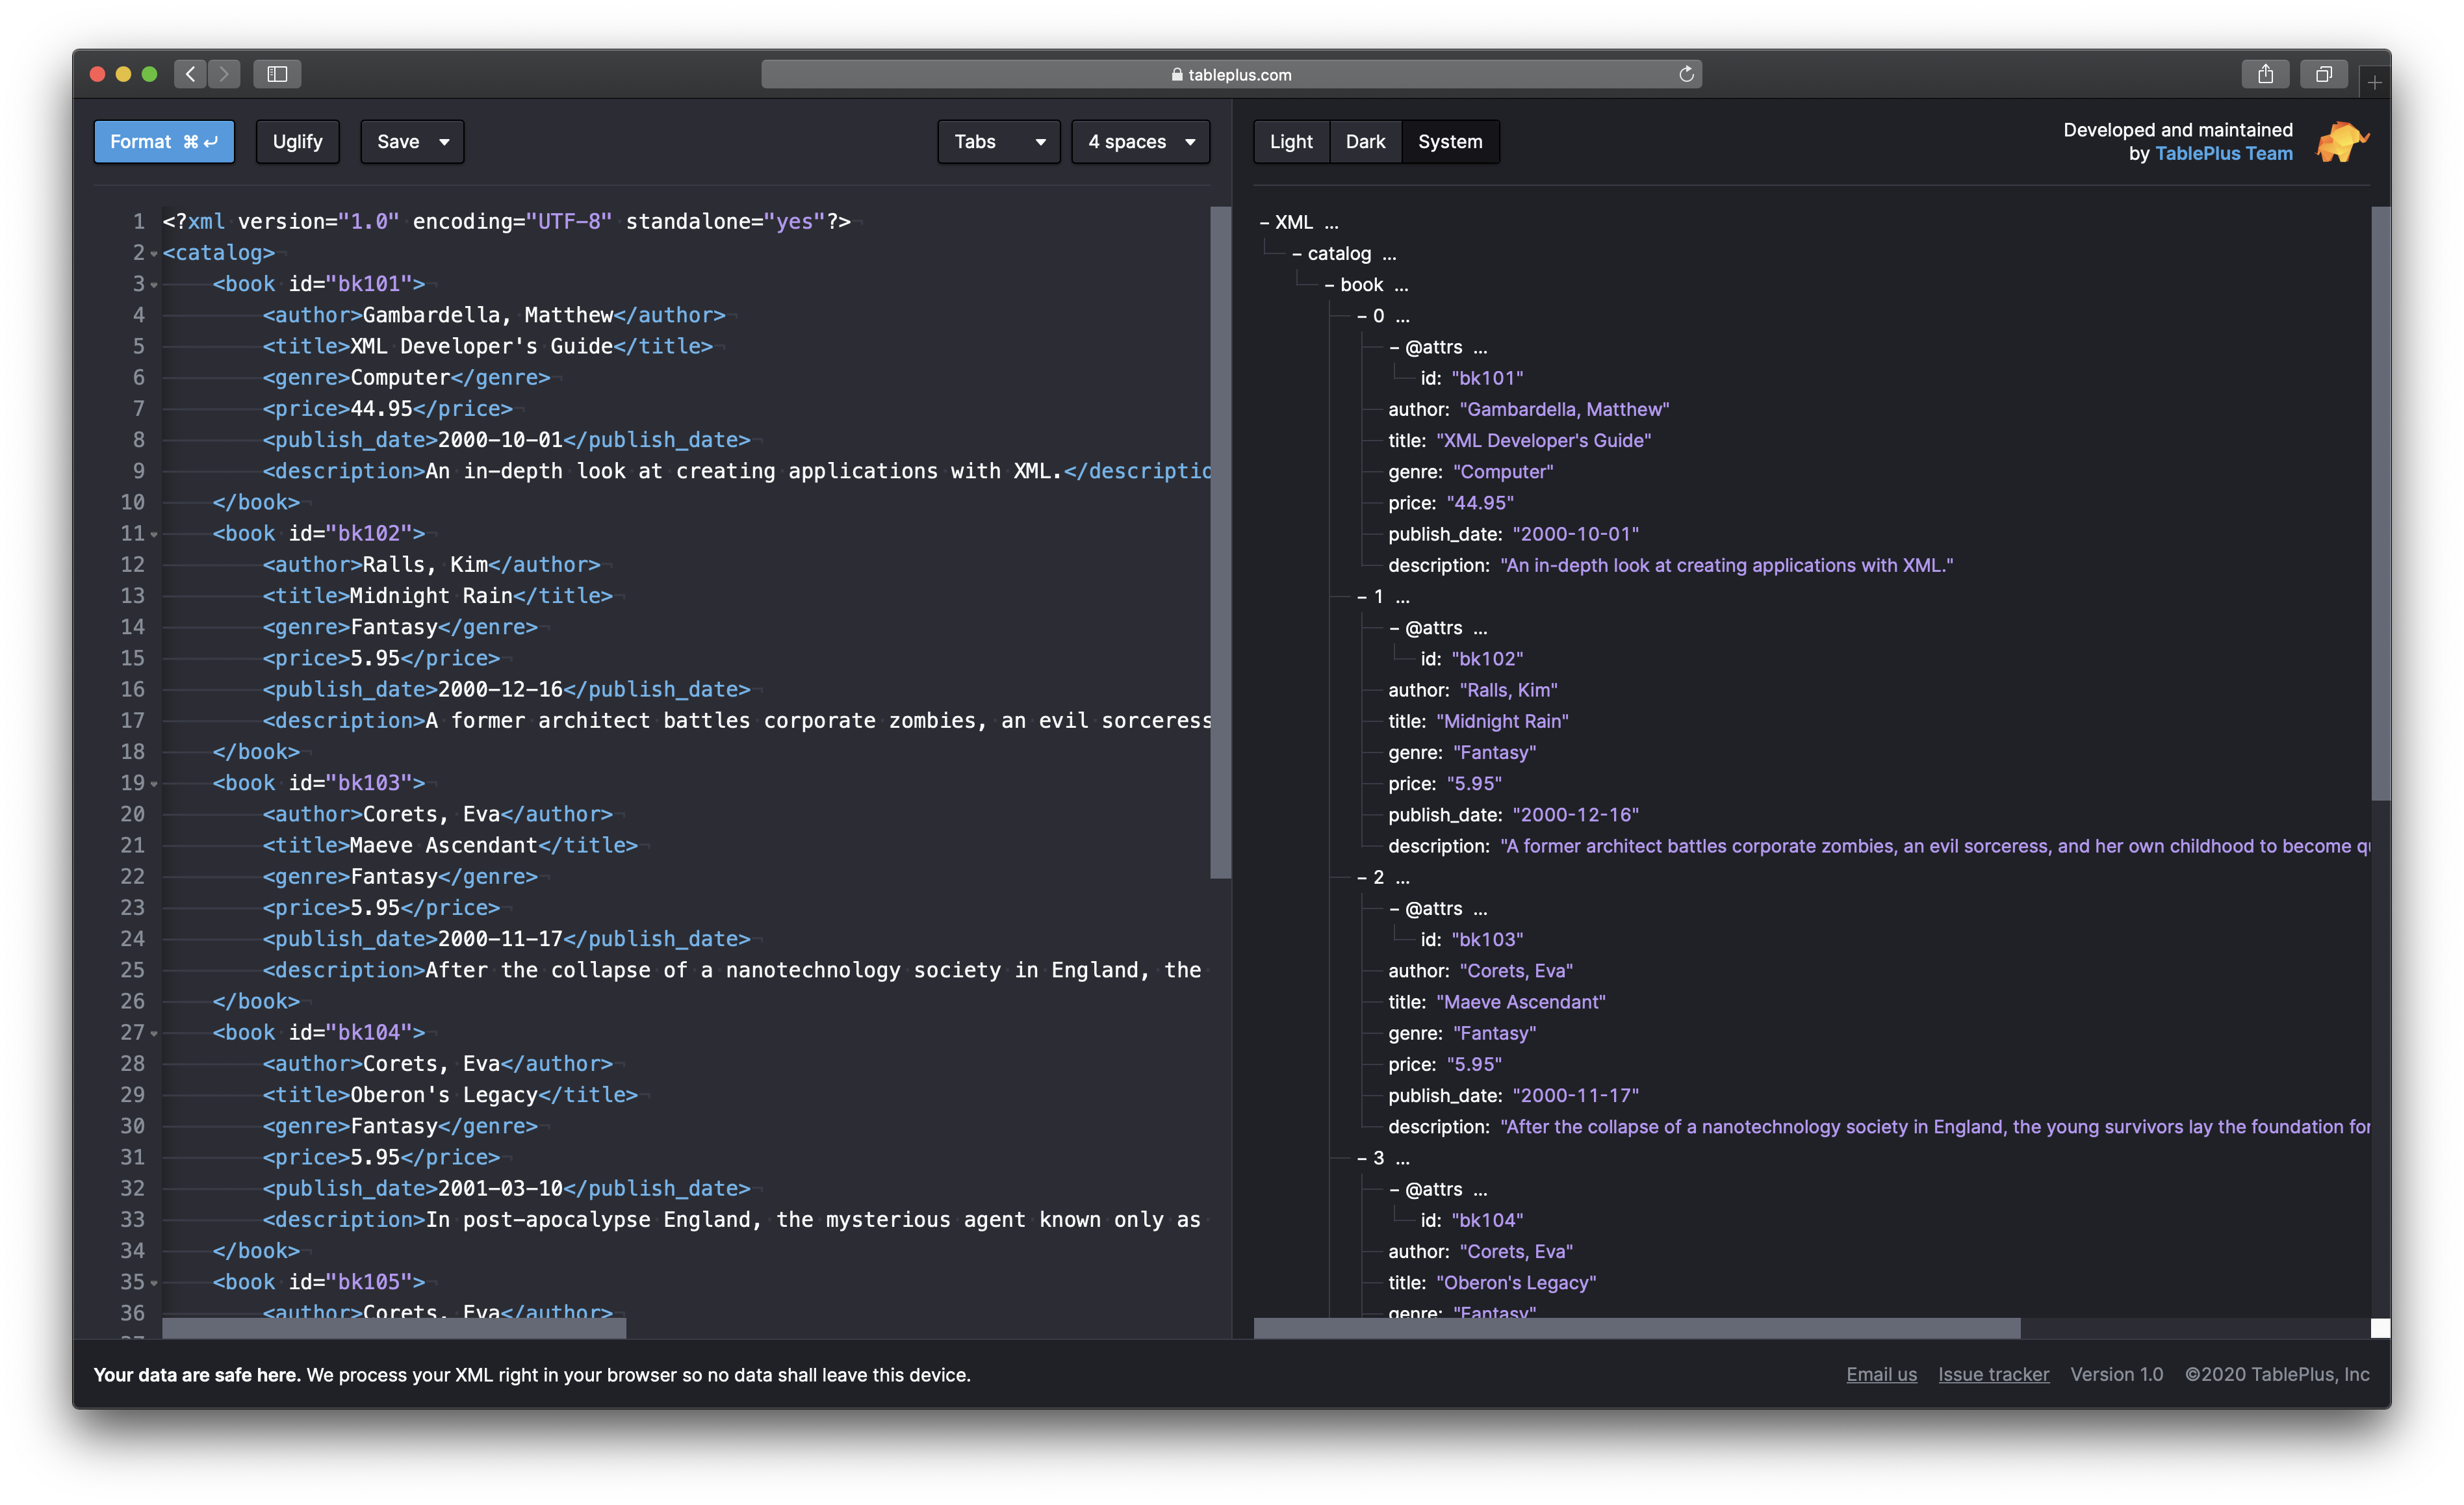 tableplus.com
Format ⌘↩
Uglify
Save
Tabs
4 spaces
Light
Dark
System
Developed and maintained
by TablePlus Team
1 <?xml version="1.0" encoding="UTF-8" standalone="yes"?>
2 <catalog>
3 <book id="bk101">
4 <author>Gambardella, Matthew</author>
5 <title>XML Developer's Guide</title>
6 <genre>Computer</genre>
7 <price>44.95</price>
8 <publish_date>2000-10-01</publish_date>
9 <description>An in-depth look at creating applications with XML.</descriptio
10 </book>
11 <book id="bk102">
12 <author>Ralls, Kim</author>
13 <title>Midnight Rain</title>
14 <genre>Fantasy</genre>
15 <price>5.95</price>
16 <publish_date>2000-12-16</publish_date>
17 <description>A former architect battles corporate zombies, an evil sorceress
18 </book>
19 <book id="bk103">
20 <author>Corets, Eva</author>
21 <title>Maeve Ascendant</title>
22 <genre>Fantasy</genre>
23 <price>5.95</price>
24 <publish_date>2000-11-17</publish_date>
25 <description>After the collapse of a nanotechnology society in England, the
26 </book>
27 <book id="bk104">
28 <author>Corets, Eva</author>
29 <title>Oberon's Legacy</title>
30 <genre>Fantasy</genre>
31 <price>5.95</price>
32 <publish_date>2001-03-10</publish_date>
33 <description>In post-apocalypse England, the mysterious agent known only as
34 </book>
35 <book id="bk105">
36 <author>Corets, Eva</author>
– XML ...
– catalog ...
– book ...
– 0 ...
– @attrs ...
id: "bk101"
author: "Gambardella, Matthew"
title: "XML Developer's Guide"
genre: "Computer"
price: "44.95"
publish_date: "2000-10-01"
description: "An in-depth look at creating applications with XML."
– 1 ...
– @attrs ...
id: "bk102"
author: "Ralls, Kim"
title: "Midnight Rain"
genre: "Fantasy"
price: "5.95"
publish_date: "2000-12-16"
description: "A former architect battles corporate zombies, an evil sorceress, and her own childhood to become
– 2 ...
– @attrs ...
id: "bk103"
author: "Corets, Eva"
title: "Maeve Ascendant"
genre: "Fantasy"
price: "5.95"
publish_date: "2000-11-17"
description: "After the collapse of a nanotechnology society in England, the young survivors lay the foundation for
– 3 ...
– @attrs ...
id: "bk104"
author: "Corets, Eva"
title: "Oberon's Legacy"
genre: "Fantasy"
Your data are safe here. We process your XML right in your browser so no data shall leave this device.
Email us
Issue tracker
Version 1.0
©2020 TablePlus, Inc